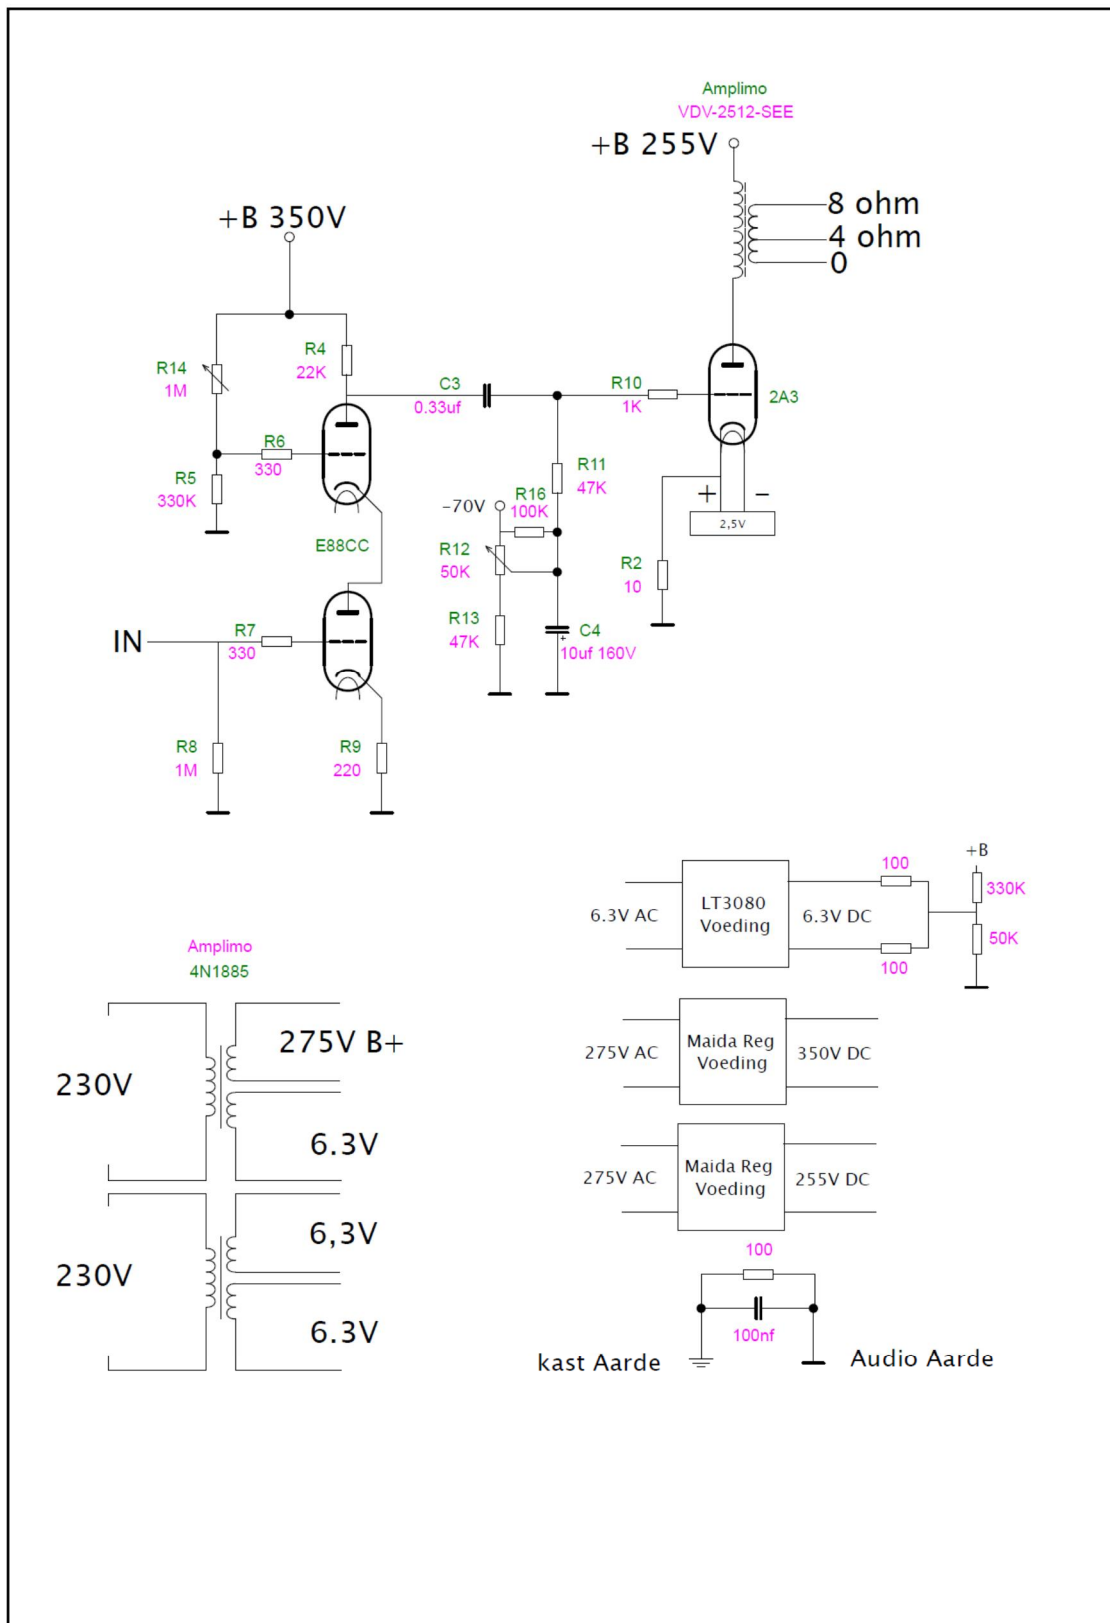 Amplimo
VDV-2512-SEE
+B 255V
8 ohm
4 ohm
0
+B 350V
R14
1M
R4
22K
C3
0.33uf
R10
1K
2A3
R6
330
R5
330K
R11
47K
R16
100K
-70V
+
-
2,5V
E88CC
R12
50K
R2
10
IN
R7
330
R13
47K
C4
+
10uf 160V
R8
1M
R9
220
6.3V AC
LT3080
Voeding
6.3V DC
100
100
+B
330K
50K
Amplimo
4N1885
230V
275V B+
6.3V
230V
6,3V
6.3V
275V AC
Maida Reg
Voeding
350V DC
275V AC
Maida Reg
Voeding
255V DC
100
100nf
kast Aarde
Audio Aarde